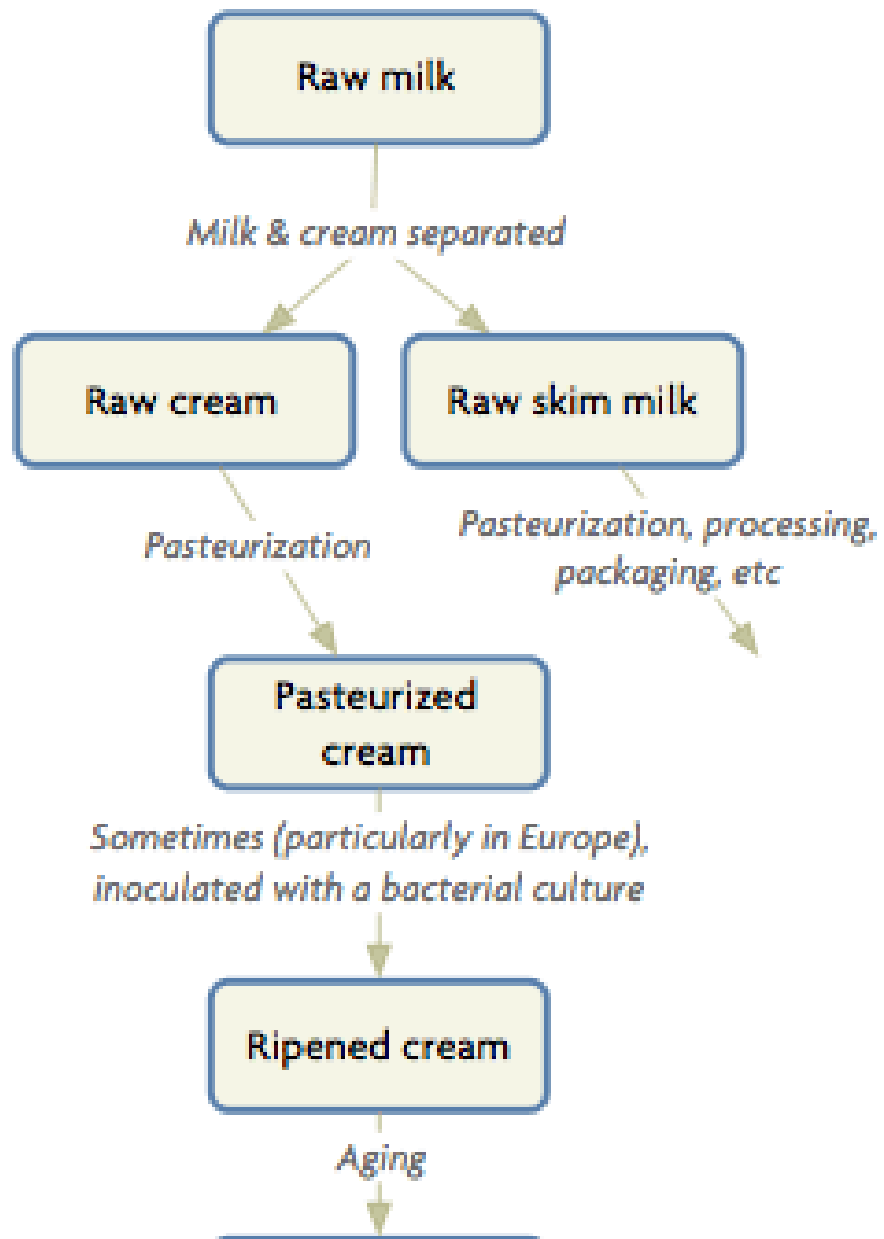 Raw milk
Milk & cream separated
Raw cream
Raw skim milk
Pasteurization
Pasteurization, processing,
packaging, etc
Pasteurized
cream
Sometimes (particularly in Europe),
inoculated with a bacterial culture
Ripened cream
Aging